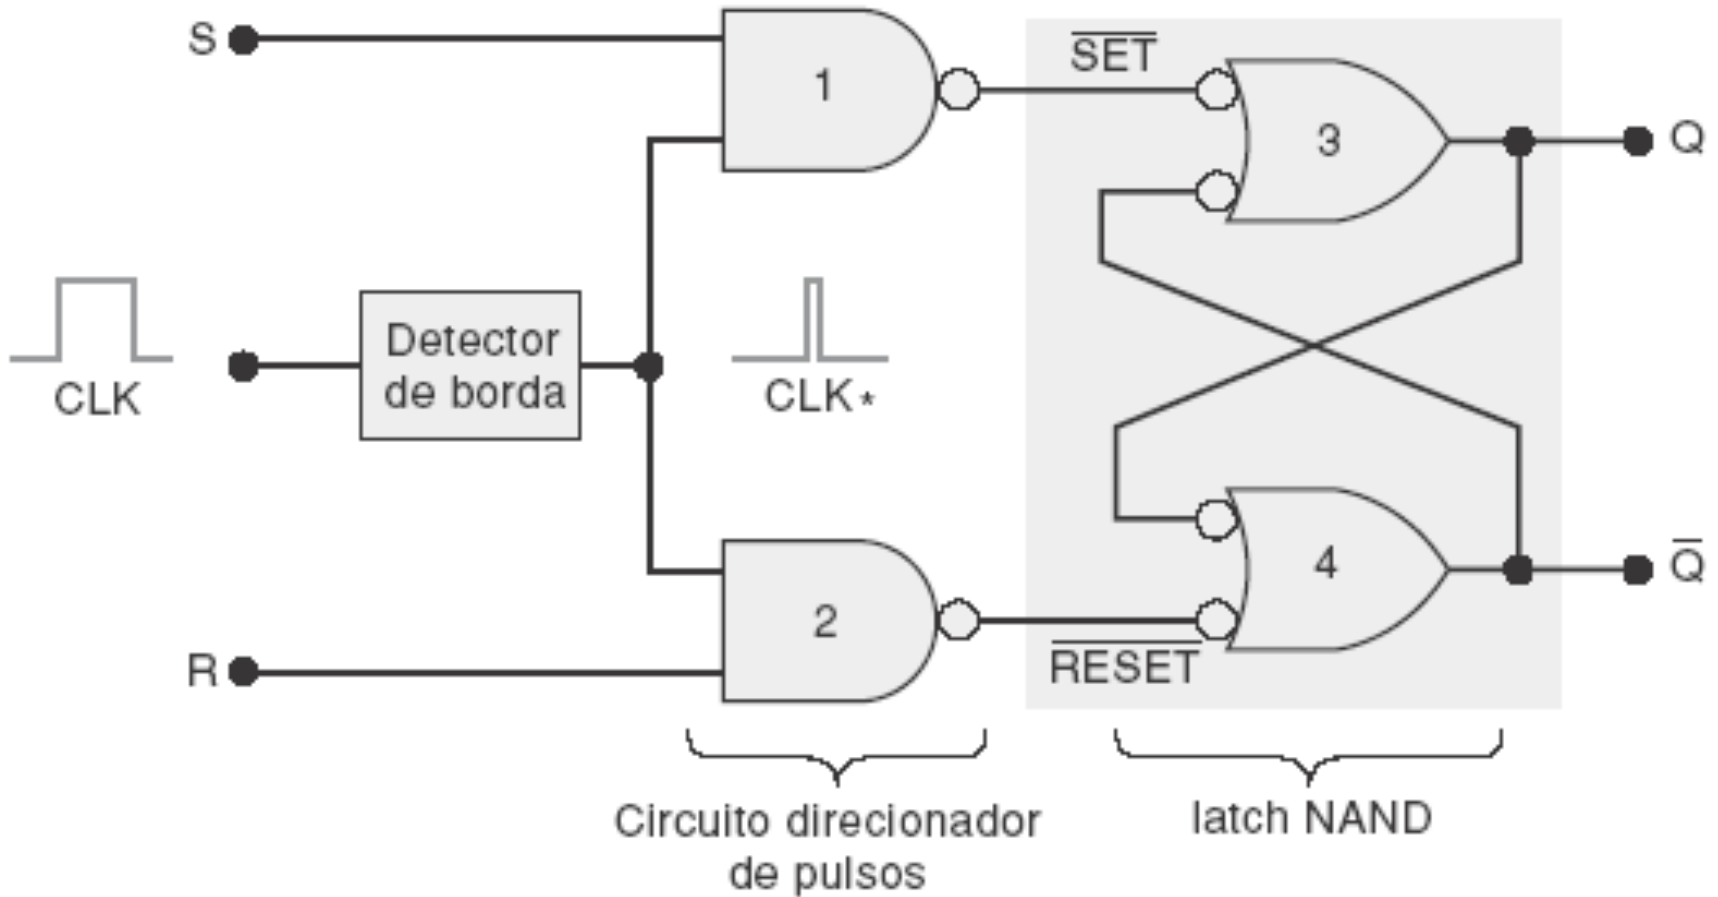 S
1
SET
3
Q
CLK
Detector
de borda
CLK*
R
2
RESET
4
Q
Circuito direcionador
de pulsos
latch NAND